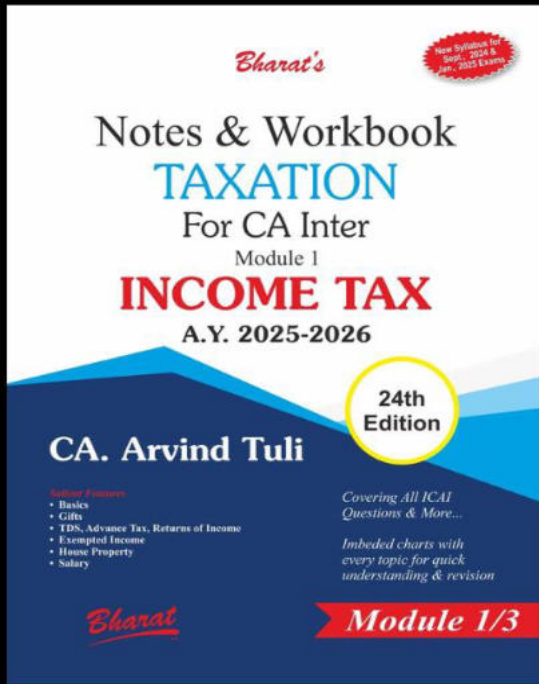 Bharat's
New Syllabus for
Sept., 2024 &
Jan., 2025 Exams
Notes & Workbook
TAXATION
For CA Inter
Module 1
INCOME TAX
A.Y. 2025-2026
24th
Edition
CA. Arvind Tuli
Salient Features
• Basics
• Gifts
• TDS, Advance Tax, Returns of Income
• Exempted Income
• House Property
• Salary
Covering All ICAI
Questions & More...
Imbeded charts with
every topic for quick
understanding & revision
Bharat
Module 1/3